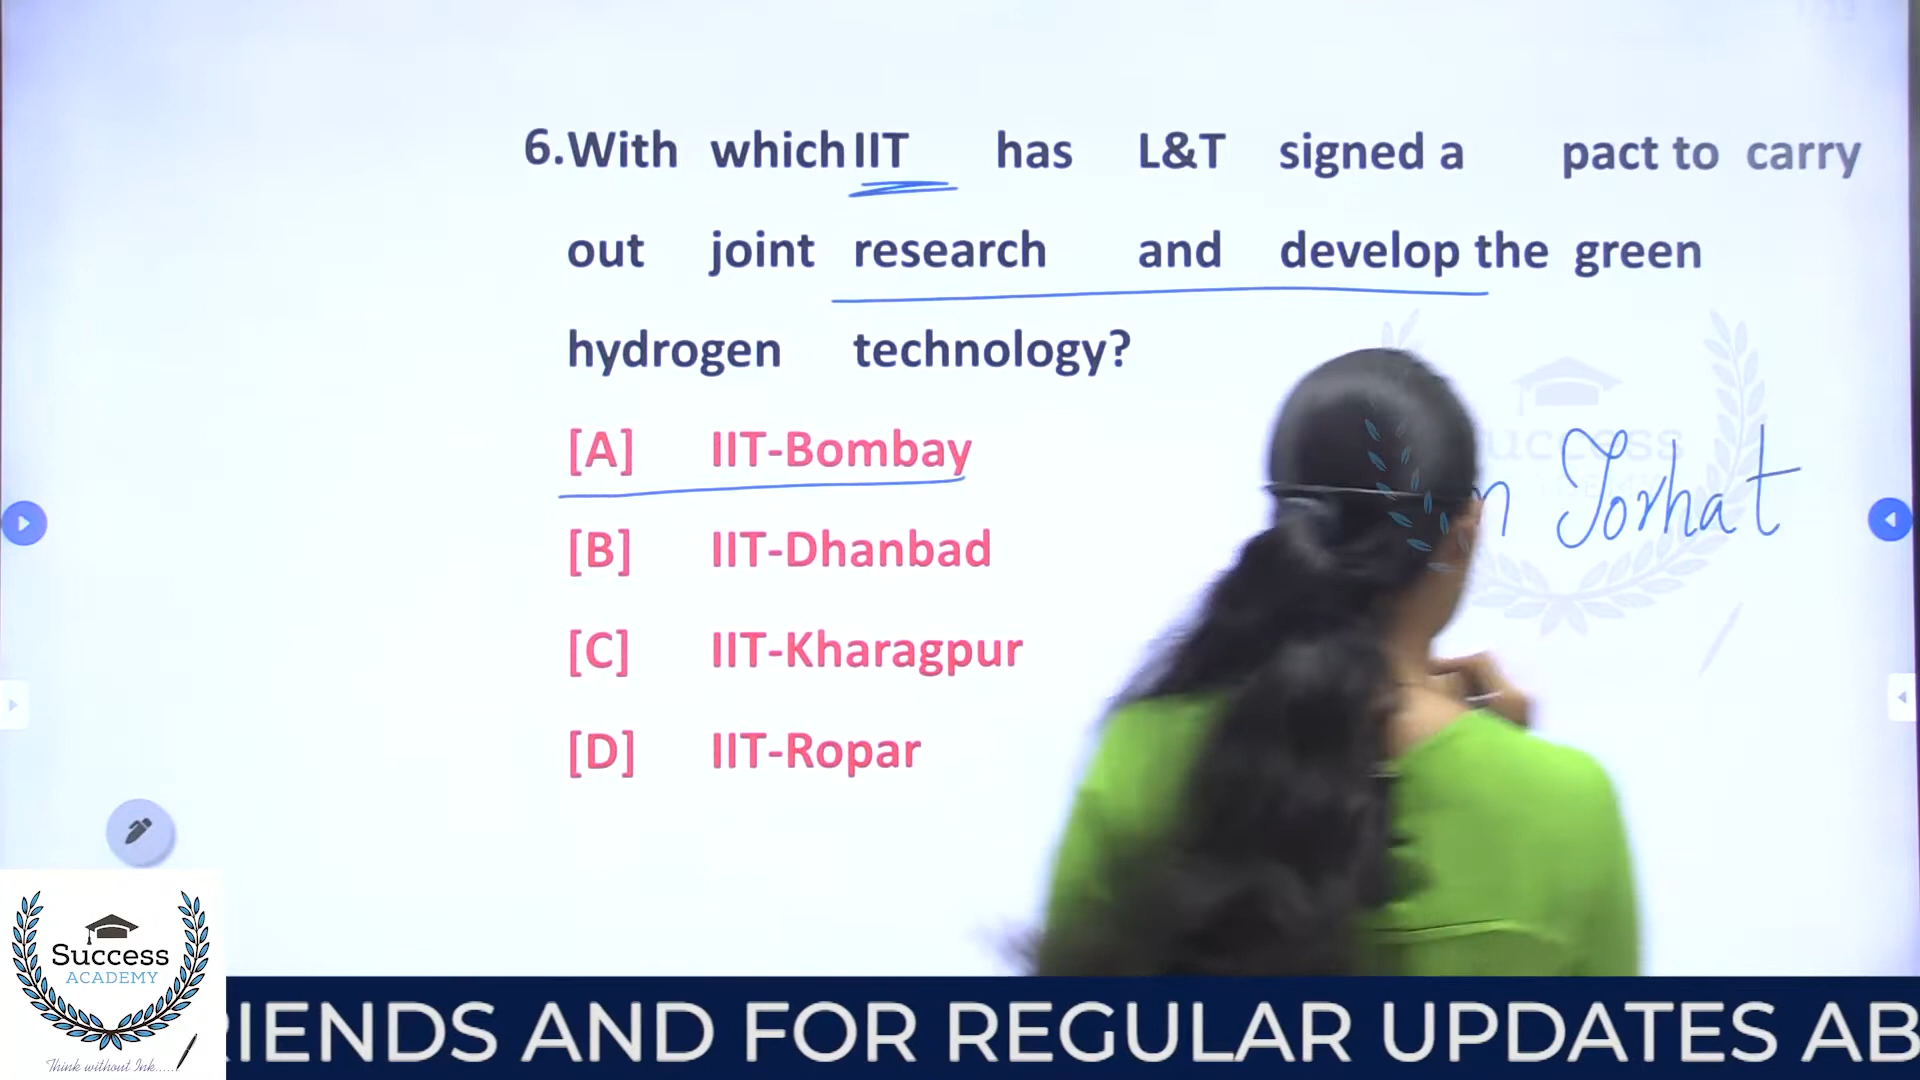 6.With which IIT has L&T signed a pact to carry
out joint research and develop the green
hydrogen technology?
[A] IIT-Bombay
[B] IIT-Dhanbad
[C] IIT-Kharagpur
[D] IIT-Ropar
Jorhat
Success
ACADEMY
Think without Ink.....
RIENDS AND FOR REGULAR UPDATES AB